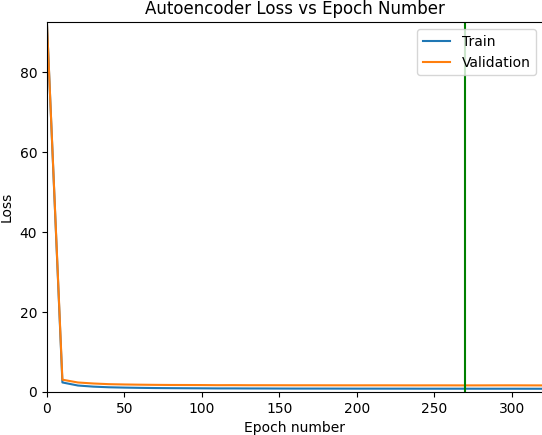 Autoencoder Loss vs Epoch Number
Train
Validation
Loss
80
60
40
20
0
0 50 100 150 200 250 300
Epoch number